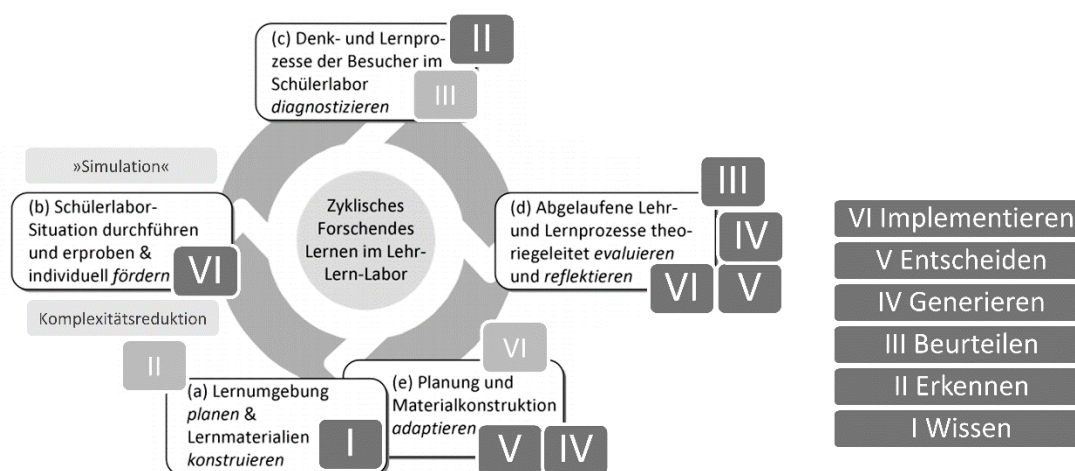 (c) Denk- und Lernpro-
zesse der Besucher im
Schülerlabor
diagnostizieren
II
III
»Simulation«
(b) Schülerlabor-
Situation durchführen
und erproben &
individuell fördern
VI
Komplexitätsreduktion
Zyklisches
Forschendes
Lernen im Lehr-
Lern-Labor
(d) Abgelaufene Lehr-
und Lernprozesse theo-
riegeleitet evaluieren
und reflektieren
III
IV
VI
V
II
(a) Lernumgebung
planen &
Lernmaterialien
konstruieren
I
VI
(e) Planung und
Materialkonstruktion
adaptieren
V
IV
VI Implementieren
V Entscheiden
IV Generieren
III Beurteilen
II Erkennen
I Wissen